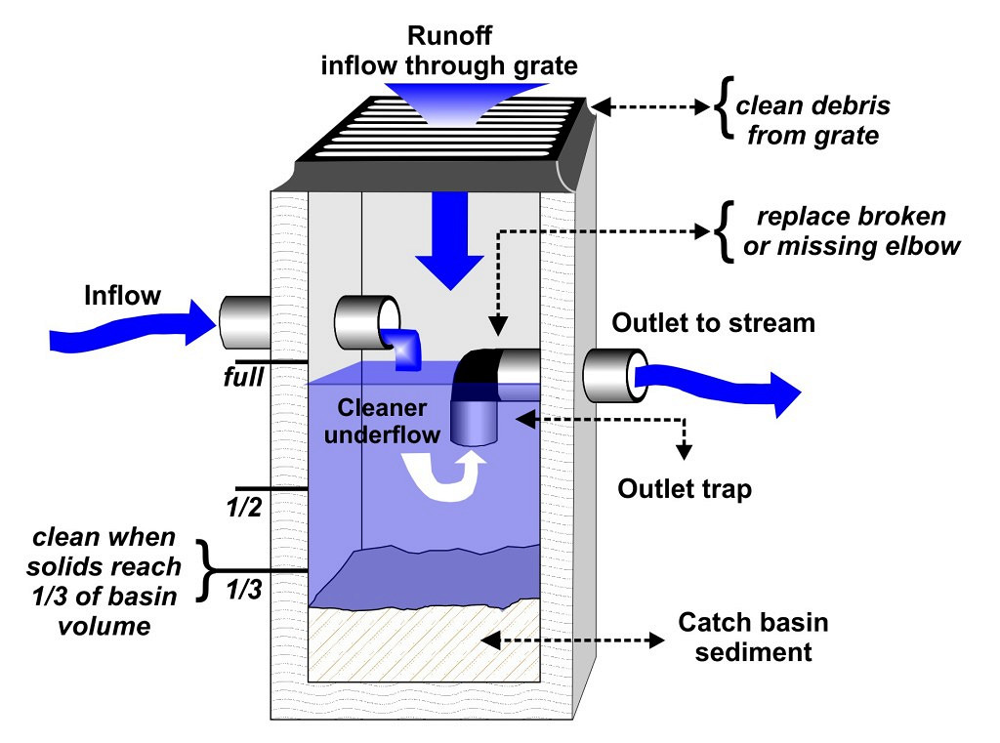 Runoff
inflow through grate
clean debris
from grate
replace broken
or missing elbow
Inflow
Outlet to stream
full
Cleaner
underflow
Outlet trap
1/2
clean when
solids reach
1/3 of basin
volume
1/3
Catch basin
sediment